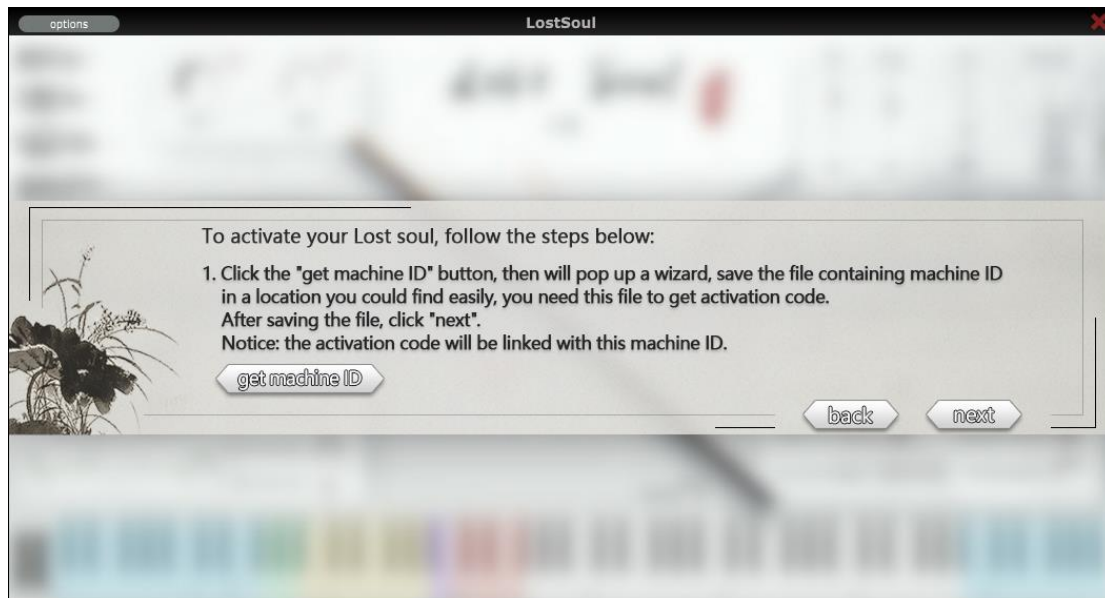 options
LostSoul
To activate your Lost soul, follow the steps below:
1. Click the "get machine ID" button, then will pop up a wizard, save the file containing machine ID
in a location you could find easily, you need this file to get activation code.
After saving the file, click "next".
Notice: the activation code will be linked with this machine ID.
get machine ID
back
next